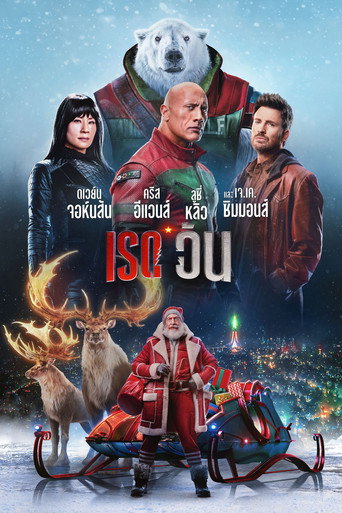 ดเวย์น จอห์นสัน
คริส อีแวนส์
ลูซี่ หลิว
และ เจ.เค. ซิมมอนส์
เรด วัน